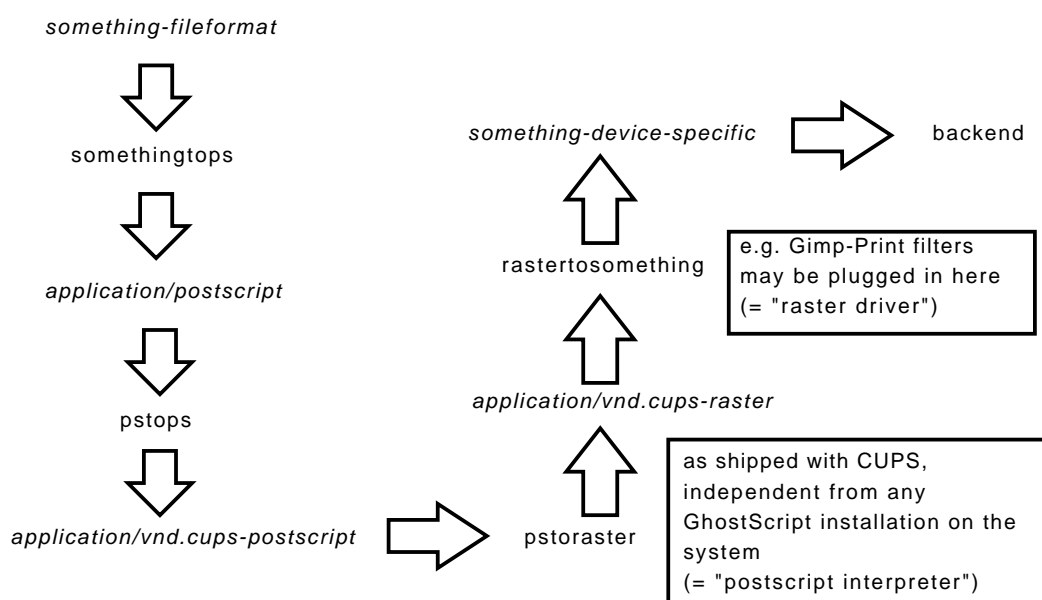 something-fileformat
somethingtops
application/postscript
pstops
application/vnd.cups-postscript
pstoraster
as shipped with CUPS,
independent from any
GhostScript installation on the
system
(= "postscript interpreter")
application/vnd.cups-raster
rastertosomething
e.g. Gimp-Print filters
may be plugged in here
(= "raster driver")
something-device-specific
backend